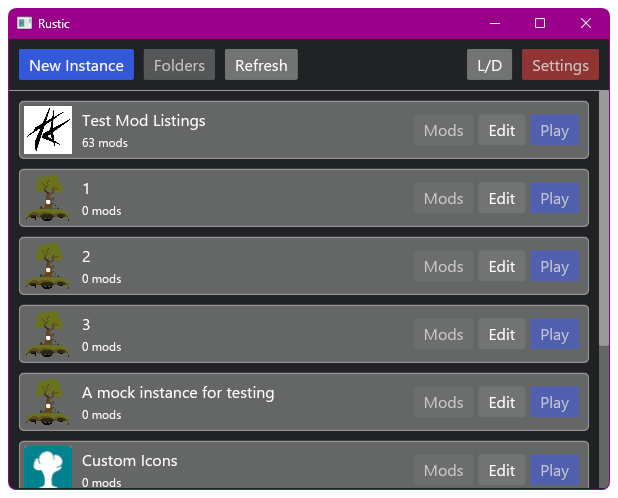 Rustic
New Instance Folders Refresh L/D Settings
Test Mod Listings
63 mods
Mods Edit Play
1
0 mods
Mods Edit Play
2
0 mods
Mods Edit Play
3
0 mods
Mods Edit Play
A mock instance for testing
0 mods
Mods Edit Play
Custom Icons
0 mods
Mods Edit Play